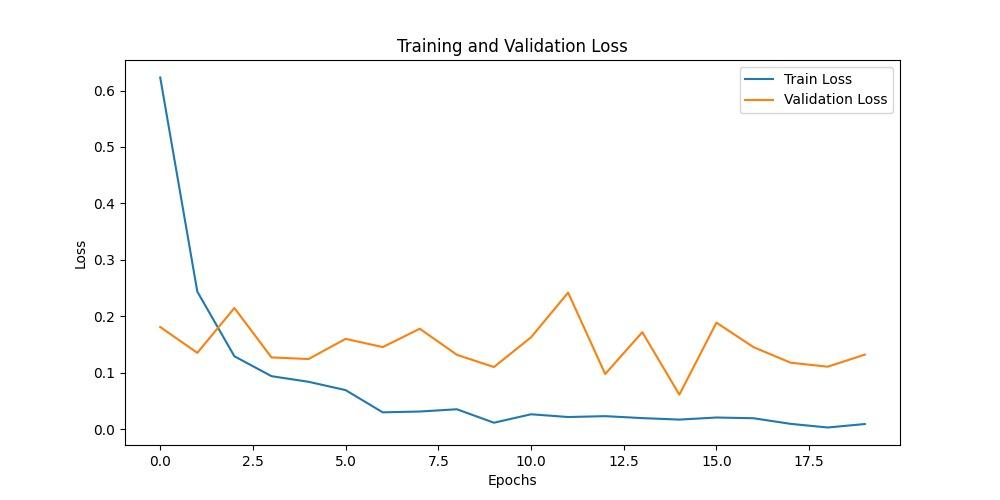 Training and Validation Loss
Train Loss
Validation Loss
0.6
0.5
0.4
0.3
0.2
0.1
0.0
Loss
0.0 2.5 5.0 7.5 10.0 12.5 15.0 17.5
Epochs